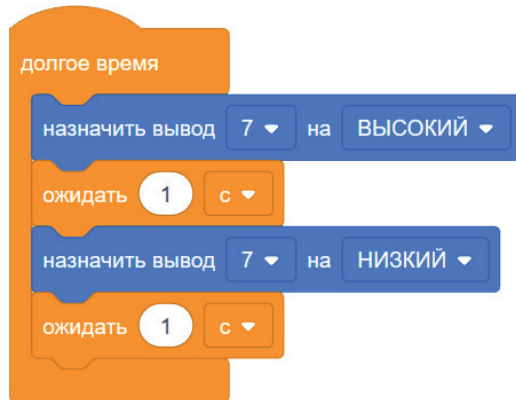 долгое время
назначить вывод 7 на ВЫСОКИЙ
ожидать 1 с
назначить вывод 7 на НИЗКИЙ
ожидать 1 с